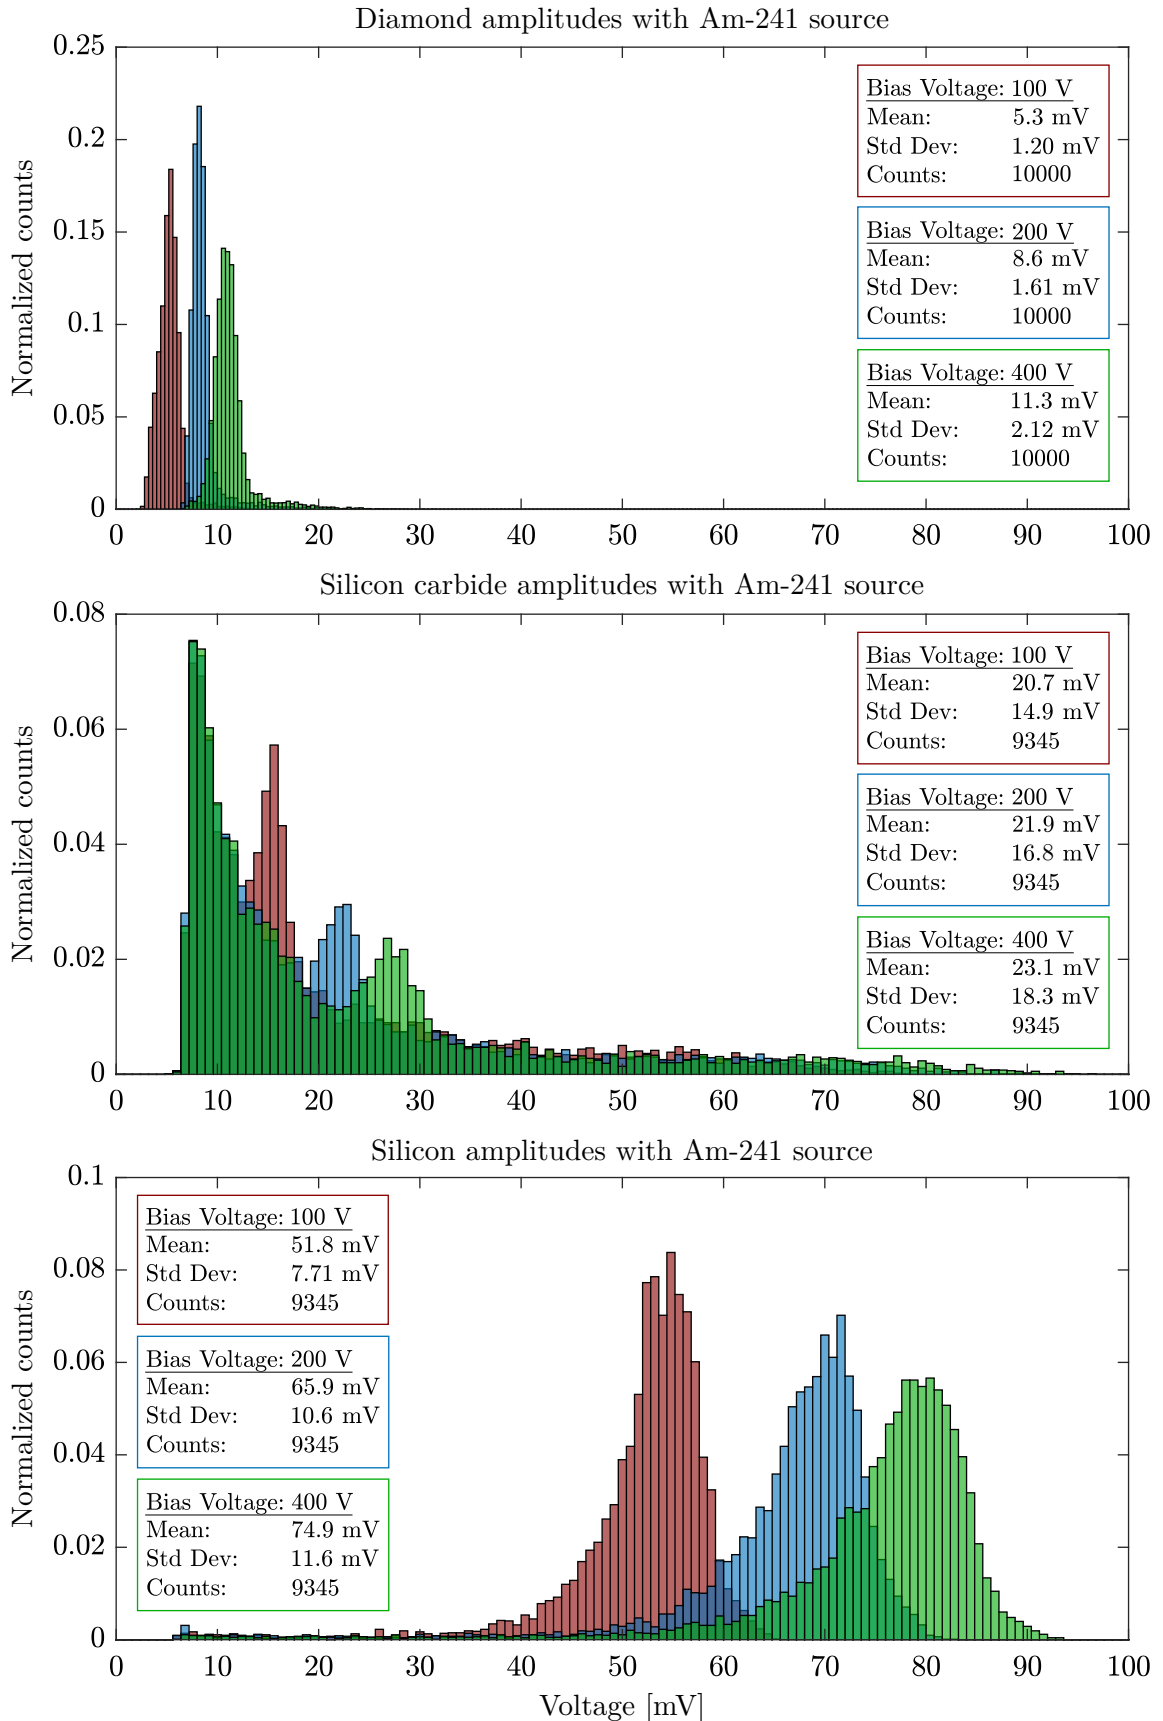 Diamond amplitudes with Am-241 source
Normalized counts
0.25
0.2
0.15
0.1
0.05
0
Bias Voltage: 100 V
Mean: 5.3 mV
Std Dev: 1.20 mV
Counts: 10000
Bias Voltage: 200 V
Mean: 8.6 mV
Std Dev: 1.61 mV
Counts: 10000
Bias Voltage: 400 V
Mean: 11.3 mV
Std Dev: 2.12 mV
Counts: 10000
0 10 20 30 40 50 60 70 80 90 100
Silicon carbide amplitudes with Am-241 source
Normalized counts
0.08
0.06
0.04
0.02
0
Bias Voltage: 100 V
Mean: 20.7 mV
Std Dev: 14.9 mV
Counts: 9345
Bias Voltage: 200 V
Mean: 21.9 mV
Std Dev: 16.8 mV
Counts: 9345
Bias Voltage: 400 V
Mean: 23.1 mV
Std Dev: 18.3 mV
Counts: 9345
0 10 20 30 40 50 60 70 80 90 100
Silicon amplitudes with Am-241 source
Normalized counts
0.1
0.08
0.06
0.04
0.02
0
Bias Voltage: 100 V
Mean: 51.8 mV
Std Dev: 7.71 mV
Counts: 9345
Bias Voltage: 200 V
Mean: 65.9 mV
Std Dev: 10.6 mV
Counts: 9345
Bias Voltage: 400 V
Mean: 74.9 mV
Std Dev: 11.6 mV
Counts: 9345
0 10 20 30 40 50 60 70 80 90 100
Voltage [mV]